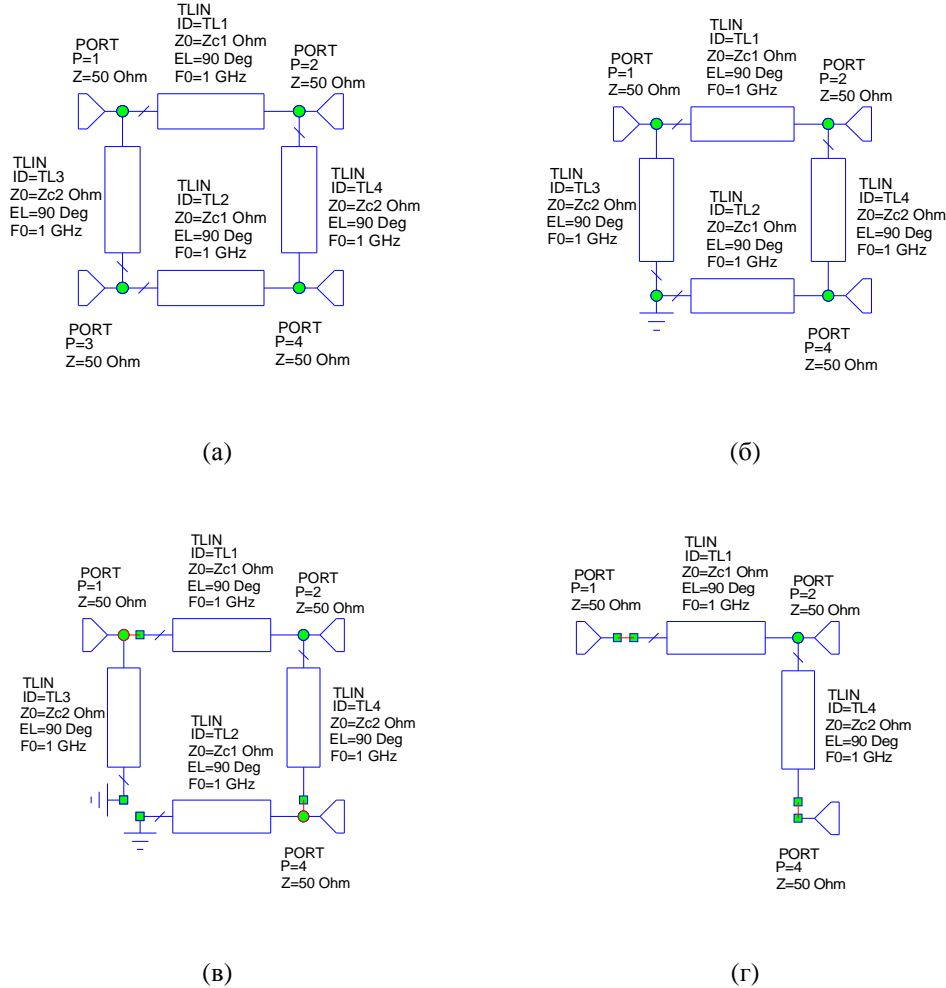 TLIN
ID=TL1
Z0=Zc1 Ohm
EL=90 Deg
F0=1 GHz
PORT
P=1
Z=50 Ohm
PORT
P=2
Z=50 Ohm
TLIN
ID=TL3
Z0=Zc2 Ohm
EL=90 Deg
F0=1 GHz
TLIN
ID=TL2
Z0=Zc1 Ohm
EL=90 Deg
F0=1 GHz
TLIN
ID=TL4
Z0=Zc2 Ohm
EL=90 Deg
F0=1 GHz
PORT
P=3
Z=50 Ohm
PORT
P=4
Z=50 Ohm
(а)
TLIN
ID=TL1
Z0=Zc1 Ohm
EL=90 Deg
F0=1 GHz
PORT
P=1
Z=50 Ohm
PORT
P=2
Z=50 Ohm
TLIN
ID=TL3
Z0=Zc2 Ohm
EL=90 Deg
F0=1 GHz
TLIN
ID=TL2
Z0=Zc1 Ohm
EL=90 Deg
F0=1 GHz
TLIN
ID=TL4
Z0=Zc2 Ohm
EL=90 Deg
F0=1 GHz
PORT
P=4
Z=50 Ohm
(б)
TLIN
ID=TL1
Z0=Zc1 Ohm
EL=90 Deg
F0=1 GHz
PORT
P=1
Z=50 Ohm
PORT
P=2
Z=50 Ohm
TLIN
ID=TL3
Z0=Zc2 Ohm
EL=90 Deg
F0=1 GHz
TLIN
ID=TL2
Z0=Zc1 Ohm
EL=90 Deg
F0=1 GHz
TLIN
ID=TL4
Z0=Zc2 Ohm
EL=90 Deg
F0=1 GHz
PORT
P=4
Z=50 Ohm
(в)
TLIN
ID=TL1
Z0=Zc1 Ohm
EL=90 Deg
F0=1 GHz
PORT
P=1
Z=50 Ohm
PORT
P=2
Z=50 Ohm
TLIN
ID=TL4
Z0=Zc2 Ohm
EL=90 Deg
F0=1 GHz
PORT
P=4
Z=50 Ohm
(г)